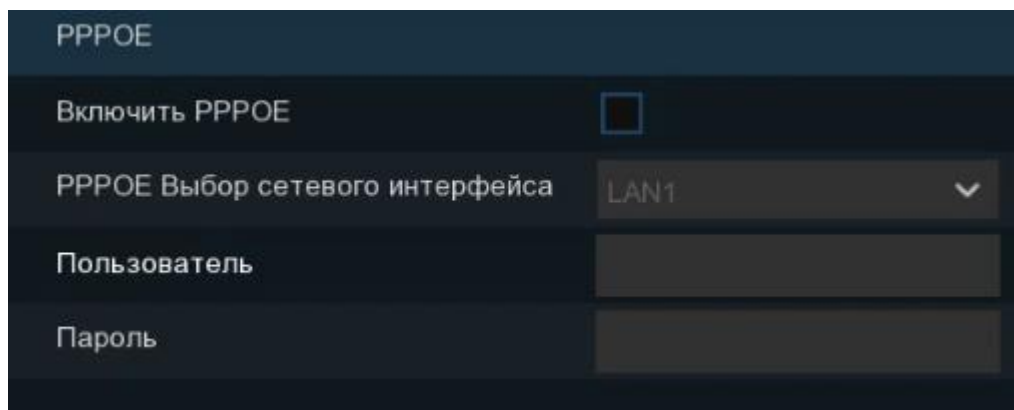 PPPOE
Включить PPPOE
PPPOE Выбор сетевого интерфейса LAN1
Пользователь
Пароль